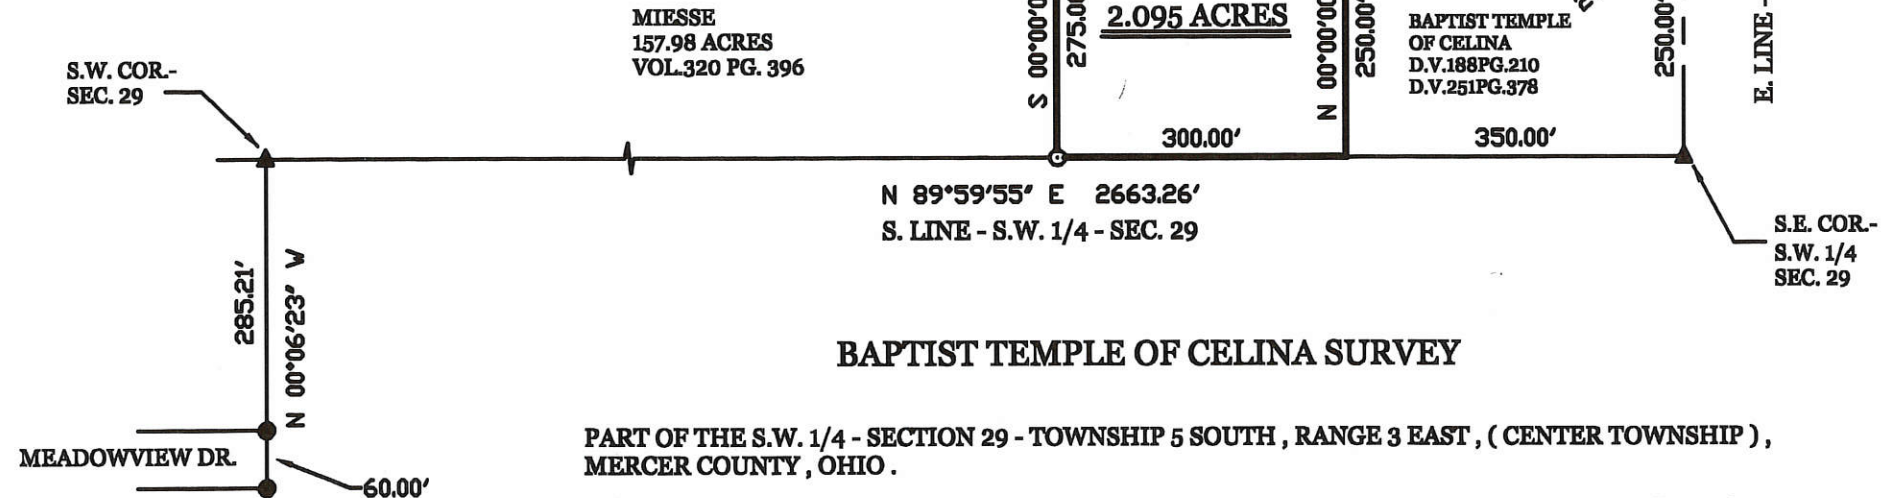 MIESSE
157.98 ACRES
VOL.320 PG. 396
S.W. COR.-
SEC. 29
S 00°00'0
275.00
2.095 ACRES
N 00°00'00
250.00'
BAPTIST TEMPLE
OF CELINA
D.V.188PG.210
D.V.251PG.378
250.00'
E. LINE -
300.00'
350.00'
N 89°59'55" E 2663.26'
S. LINE - S.W. 1/4 - SEC. 29
S.E. COR.-
S.W. 1/4
SEC. 29
285.21'
N 00°06'23" W
BAPTIST TEMPLE OF CELINA SURVEY
PART OF THE S.W. 1/4 - SECTION 29 - TOWNSHIP 5 SOUTH , RANGE 3 EAST , ( CENTER TOWNSHIP ) ,
MERCER COUNTY , OHIO .
MEADOWVIEW DR.
60.00'